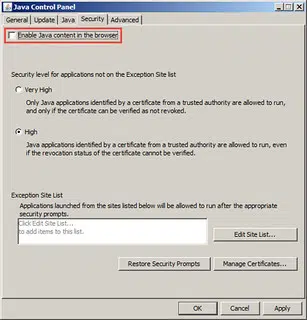 Java Control Panel
General Update Java Security Advanced
Enable Java content in the browser
Security level for applications not on the Exception Site list
Very High
Only Java applications identified by a certificate from a trusted authority are allowed to run,
and only if the certificate can be verified as not revoked.
High
Java applications identified by a certificate from a trusted authority are allowed to run, even
if the revocation status of the certificate cannot be verified.
Exception Site List
Applications launched from the sites listed below will be allowed to run after the appropriate
security prompts.
Click Edit Site List...
to add items to this list.
Edit Site List...
Restore Security Prompts Manage Certificates...
OK Cancel Apply